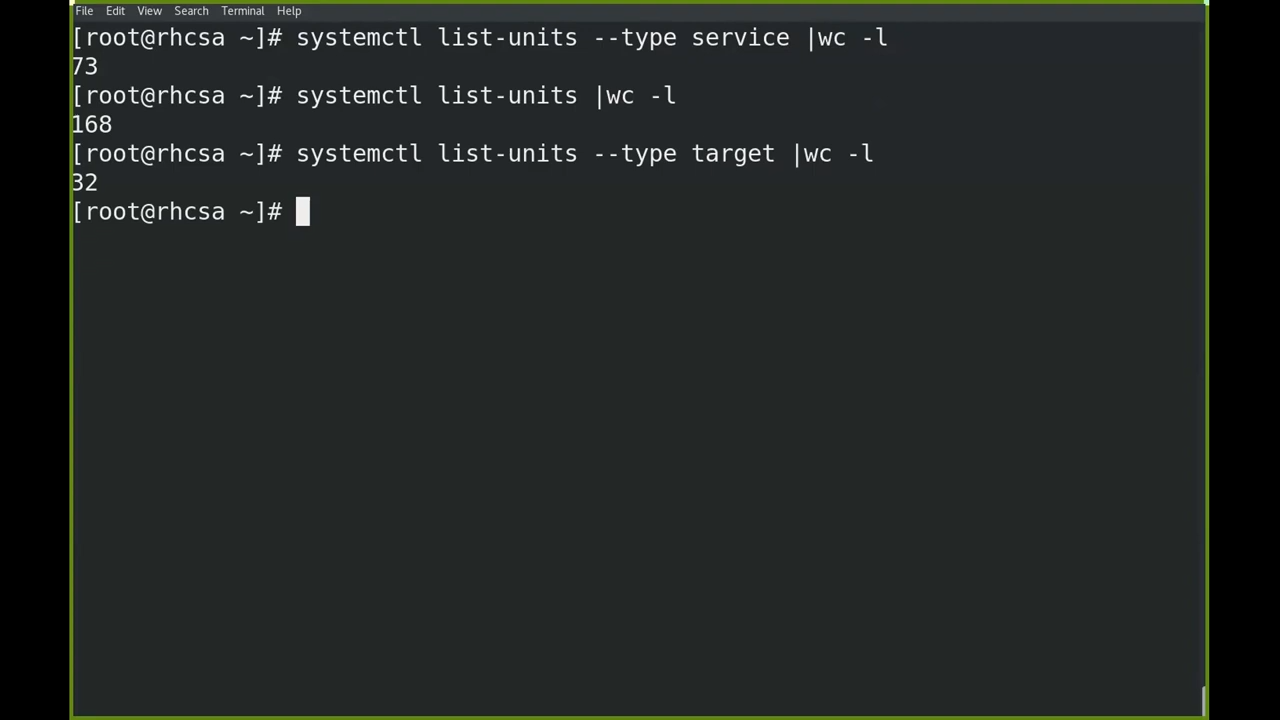 File Edit View Search Terminal Help
[root@rhcsa ~]# systemctl list-units --type service |wc -l
73
[root@rhcsa ~]# systemctl list-units |wc -l
168
[root@rhcsa ~]# systemctl list-units --type target |wc -l
32
[root@rhcsa ~]#